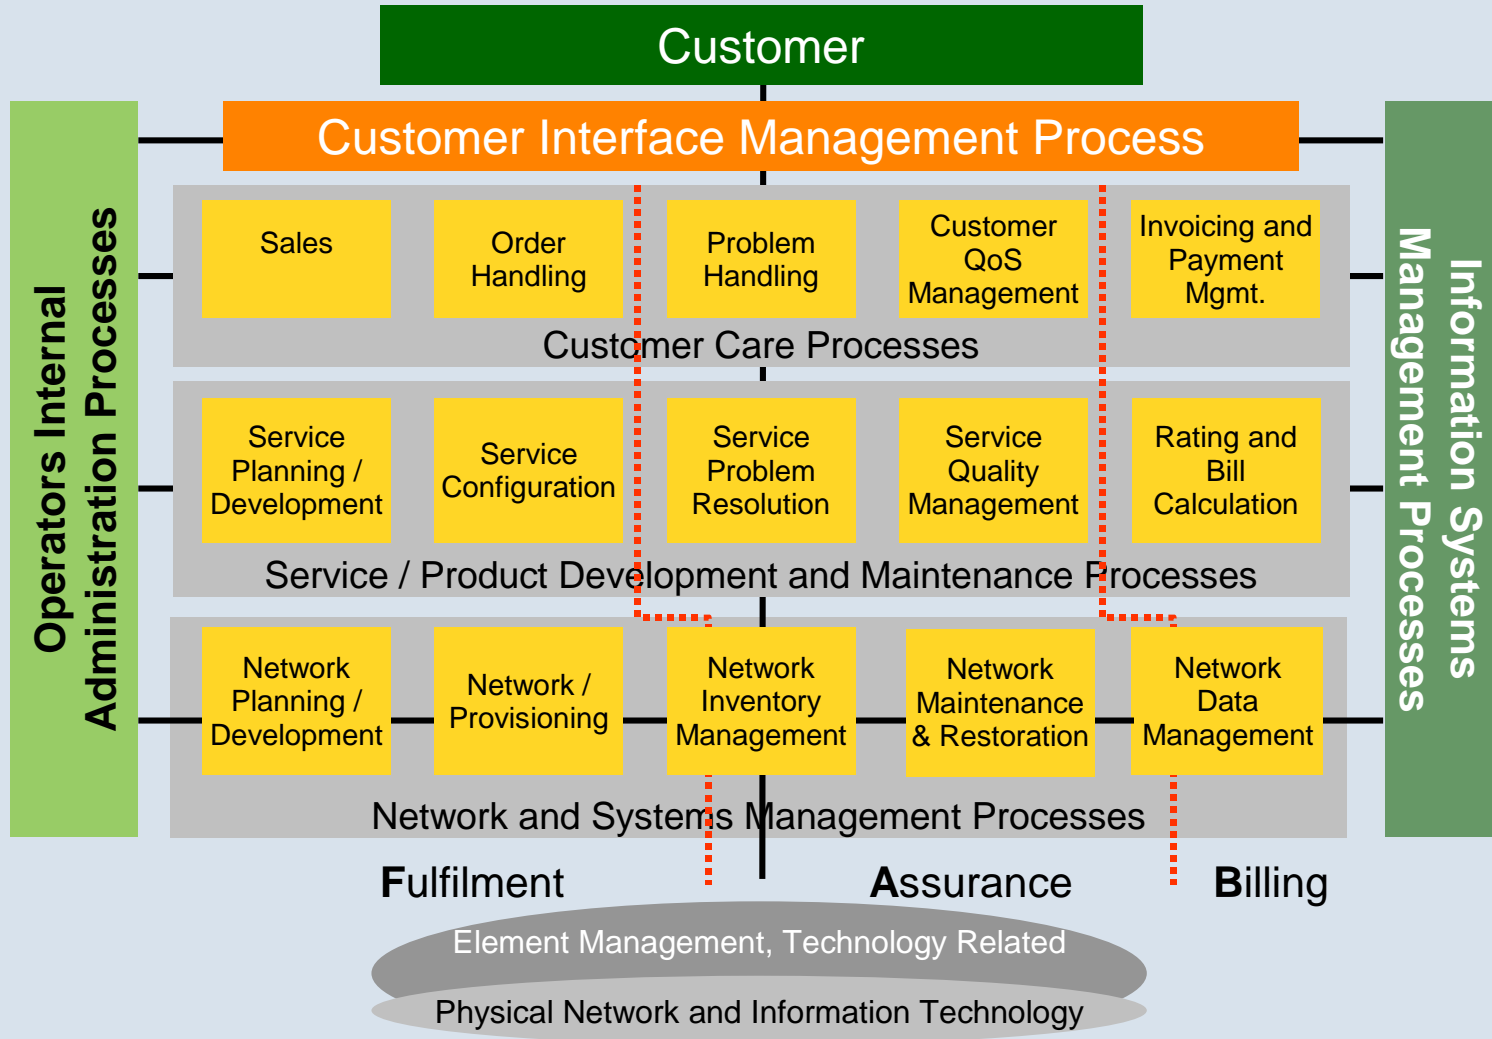 Customer
Customer Interface Management Process
Operators Internal
Administration Processes
Information Systems
Management Processes
Sales
Order
Handling
Problem
Handling
Customer
QoS
Management
Invoicing and
Payment
Mgmt.
Customer Care Processes
Service
Planning /
Development
Service
Configuration
Service
Problem
Resolution
Service
Quality
Management
Rating and
Bill
Calculation
Service / Product Development and Maintenance Processes
Network
Planning /
Development
Network /
Provisioning
Network
Inventory
Management
Network
Maintenance
& Restoration
Network
Data
Management
Network and Systems Management Processes
Fulfilment
Assurance
Billing
Element Management, Technology Related
Physical Network and Information Technology